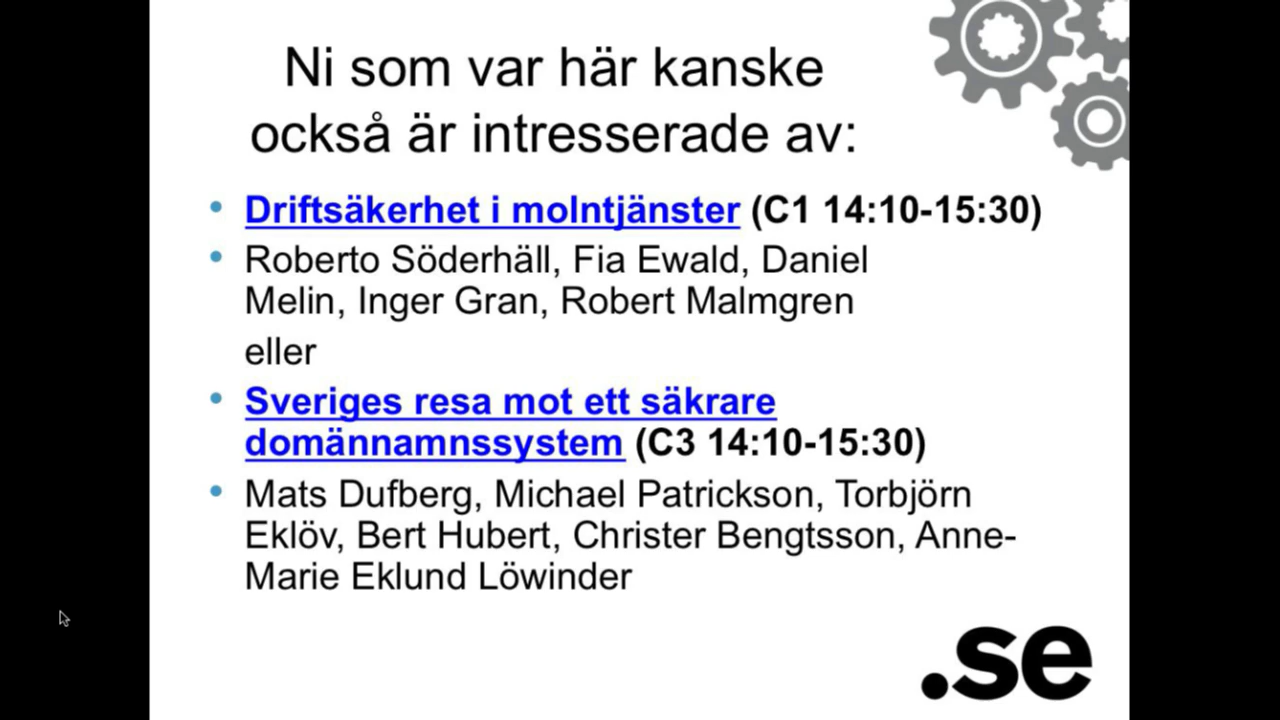 Ni som var här kanske
också är intresserade av:
• Driftsäkerhet i molntjänster (C1 14:10-15:30)
• Roberto Söderhäll, Fia Ewald, Daniel
Melin, Inger Gran, Robert Malmgren
eller
• Sveriges resa mot ett säkrare
domännamnssystem (C3 14:10-15:30)
• Mats Dufberg, Michael Patrickson, Torbjörn
Eklöv, Bert Hubert, Christer Bengtsson, Anne-
Marie Eklund Löwinder
.se